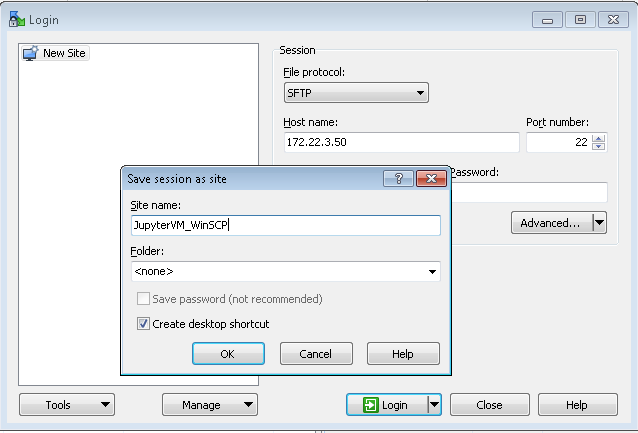 Login
New Site
Session
File protocol:
SFTP
Host name:
Port number:
172.22.3.50
22
Password:
Advanced...
Save session as site
Site name:
JupyterVM_WinSCP
Folder:
<none>
Save password (not recommended)
Create desktop shortcut
OK
Cancel
Help
Tools
Manage
Login
Close
Help